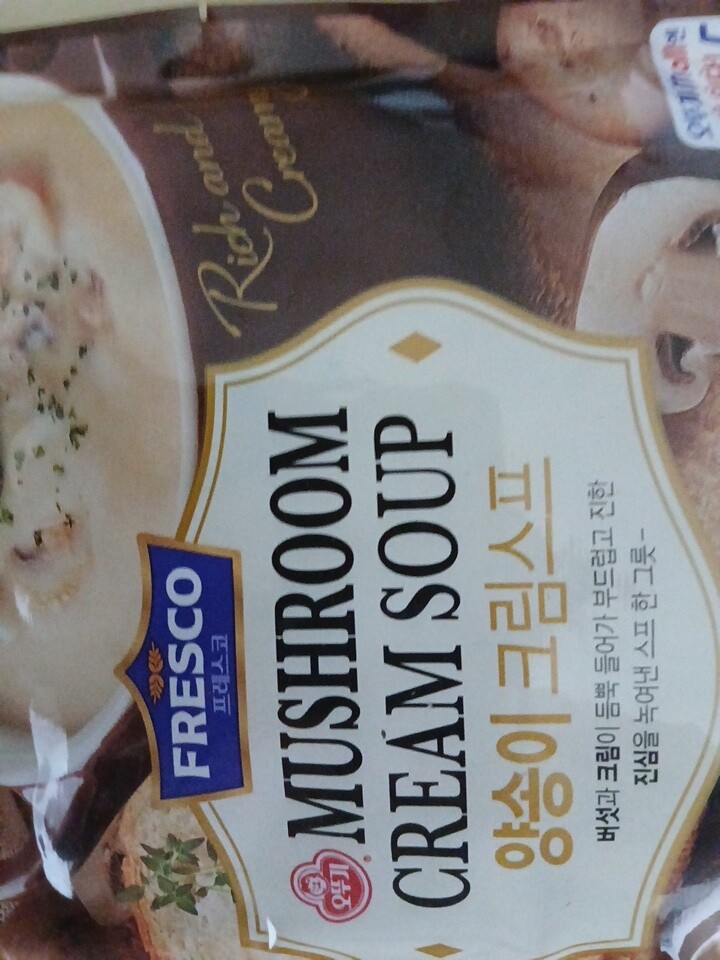 Rich and
Creamy
FRESCO
프레스코
오뚜기
MUSHROOM
CREAM SOUP
양송이 크림스프
버섯과 크림이 듬뿍 들어가 부드럽고 진한
진심을 녹여낸 스프 한 그릇~